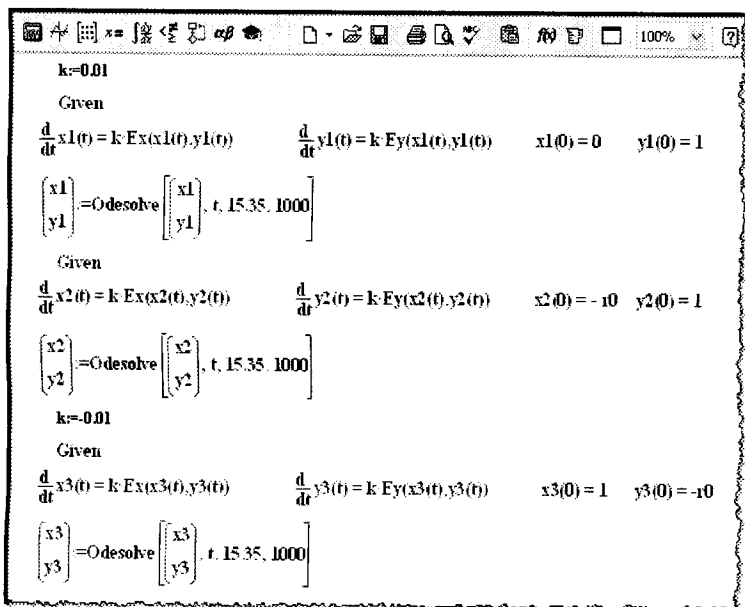 100%
k:=0.01
Given
d/dt x1(t) = k·Ex(x1(t),y1(t)) d/dt y1(t) = k·Ey(x1(t),y1(t)) x1(0) = 0 y1(0) = 1
(x1 y1) :=Odesolve[(x1 y1), t, 15.35, 1000]
Given
d/dt x2(t) = k·Ex(x2(t),y2(t)) d/dt y2(t) = k·Ey(x2(t),y2(t)) x2(0) = - r0 y2(0) = 1
(x2 y2) :=Odesolve[(x2 y2), t, 15.35, 1000]
k:=-0.01
Given
d/dt x3(t) = k·Ex(x3(t),y3(t)) d/dt y3(t) = k·Ey(x3(t),y3(t)) x3(0) = 1 y3(0) = -r0
(x3 y3) :=Odesolve[(x3 y3), t, 15.35, 1000]